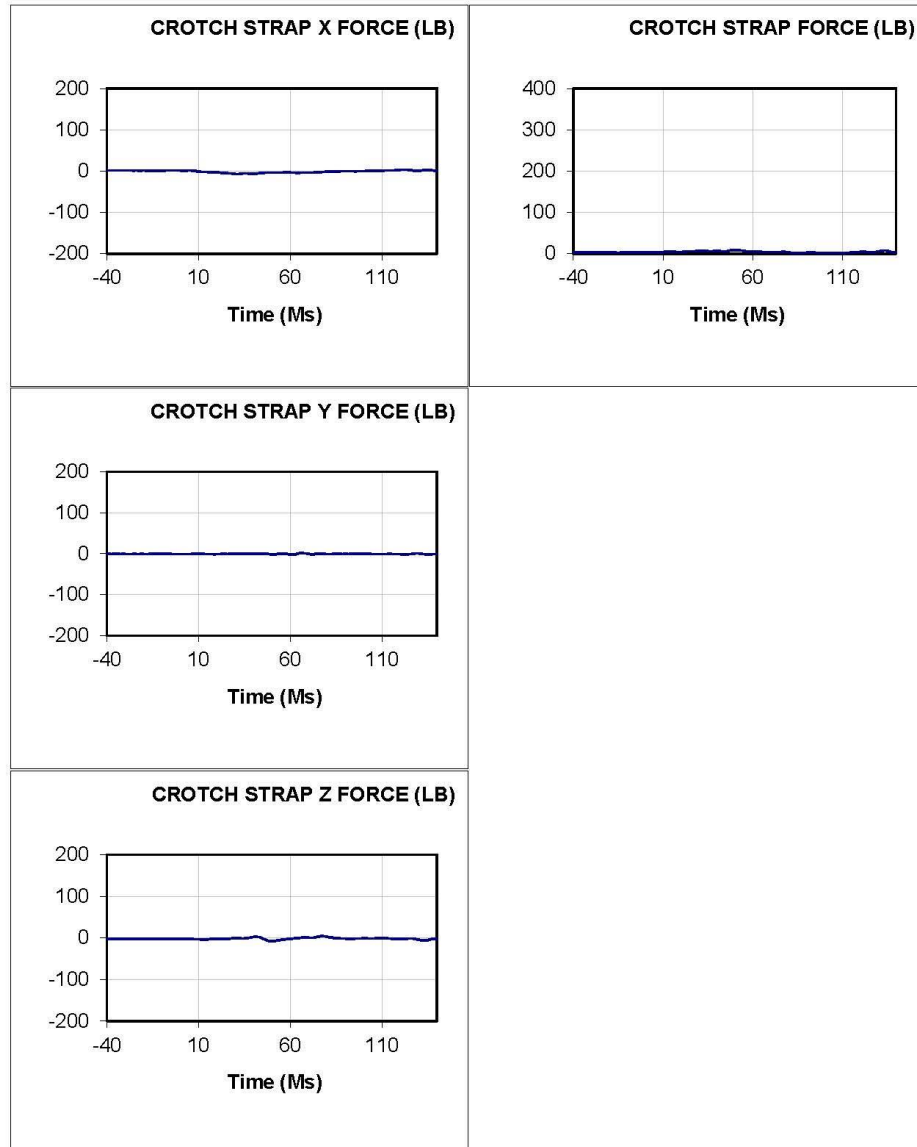 CROTCH STRAP X FORCE (LB)
200
100
0
-100
-200
-40 10 60 110
Time (Ms)
CROTCH STRAP FORCE (LB)
400
300
200
100
0
-40 10 60 110
Time (Ms)
CROTCH STRAP Y FORCE (LB)
200
100
0
-100
-200
-40 10 60 110
Time (Ms)
CROTCH STRAP Z FORCE (LB)
200
100
0
-100
-200
-40 10 60 110
Time (Ms)